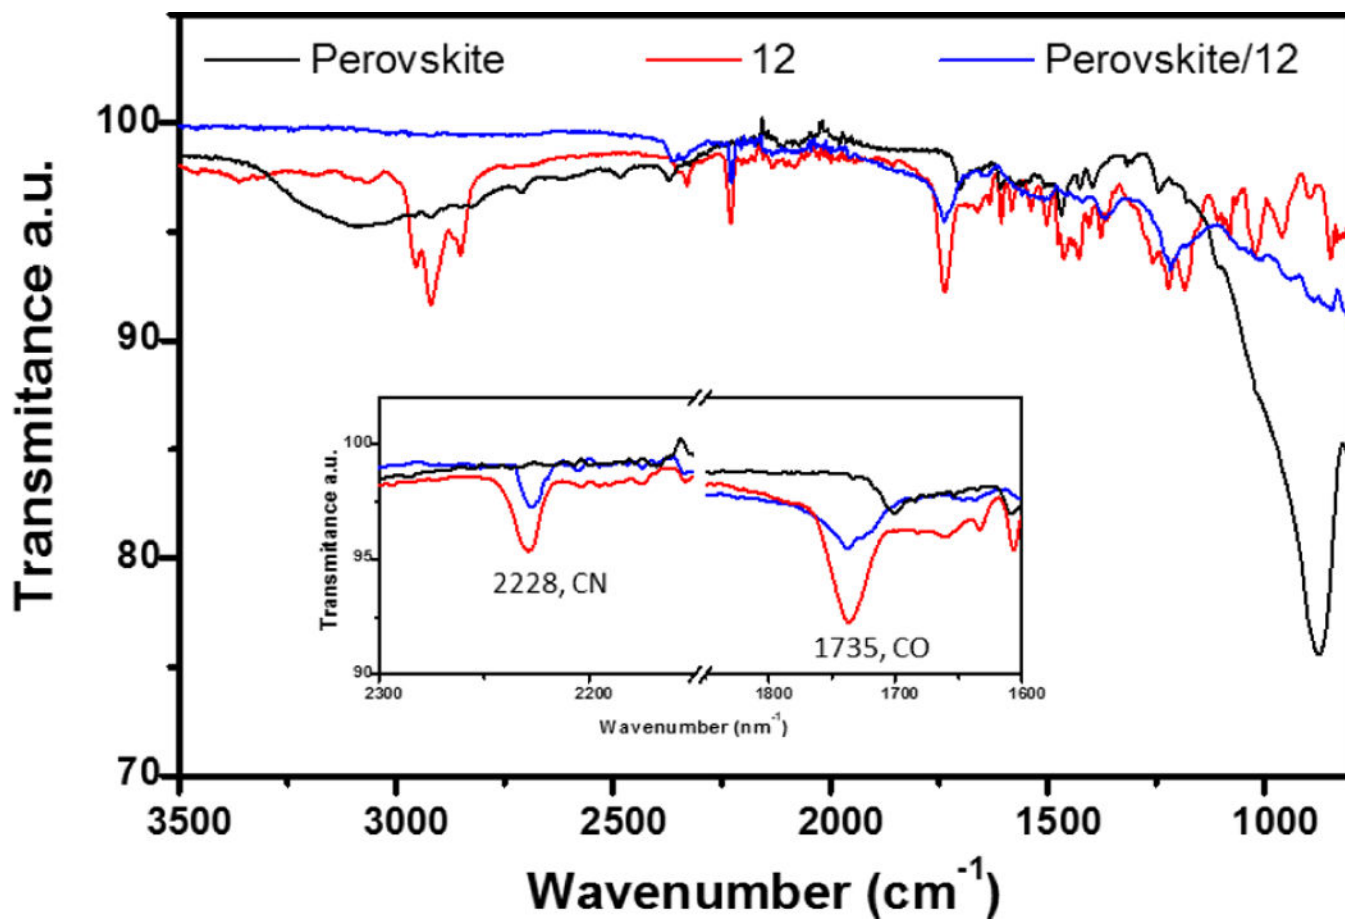 Perovskite 12 Perovskite/12
Transmitance a.u.
100
90
80
70
3500 3000 2500 2000 1500 1000
Wavenumber (cm-1)
Transmitance a.u.
100
95
90
2228, CN
1735, CO
2300 2200 1800 1700 1600
Wavenumber (nm-1)